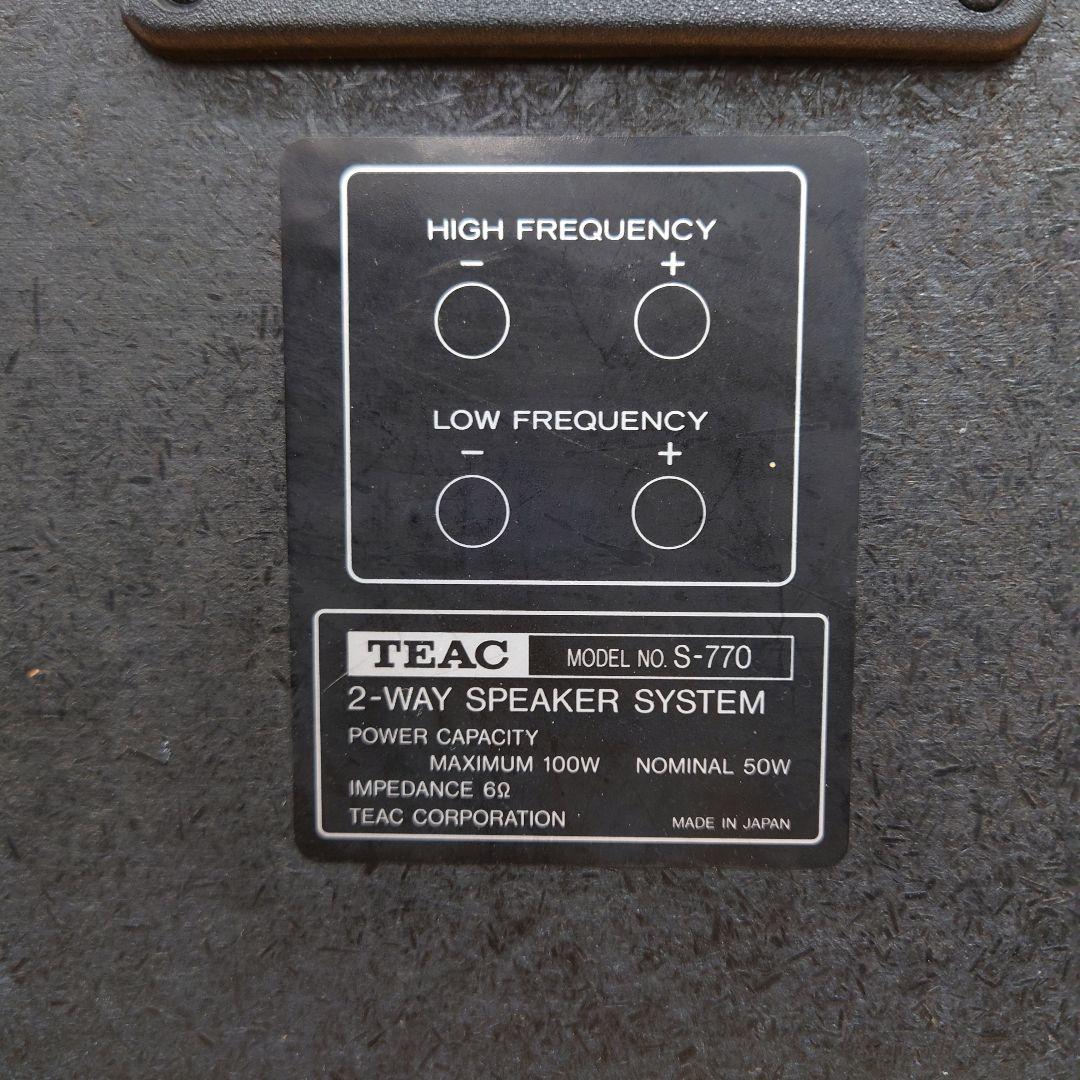 HIGH FREQUENCY
− +
LOW FREQUENCY
− +
TEAC MODEL NO. S-770
2-WAY SPEAKER SYSTEM
POWER CAPACITY
MAXIMUM 100W NOMINAL 50W
IMPEDANCE 6Ω
TEAC CORPORATION MADE IN JAPAN